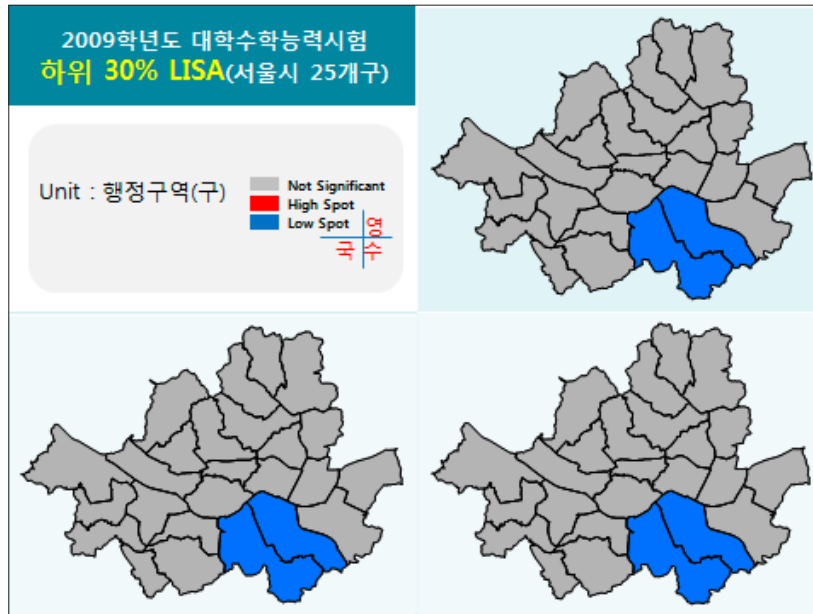 2009학년도 대학수학능력시험
하위 30% LISA(서울시 25개구)
Unit : 행정구역(구)
Not Significant
High Spot
Low Spot
영
국 수